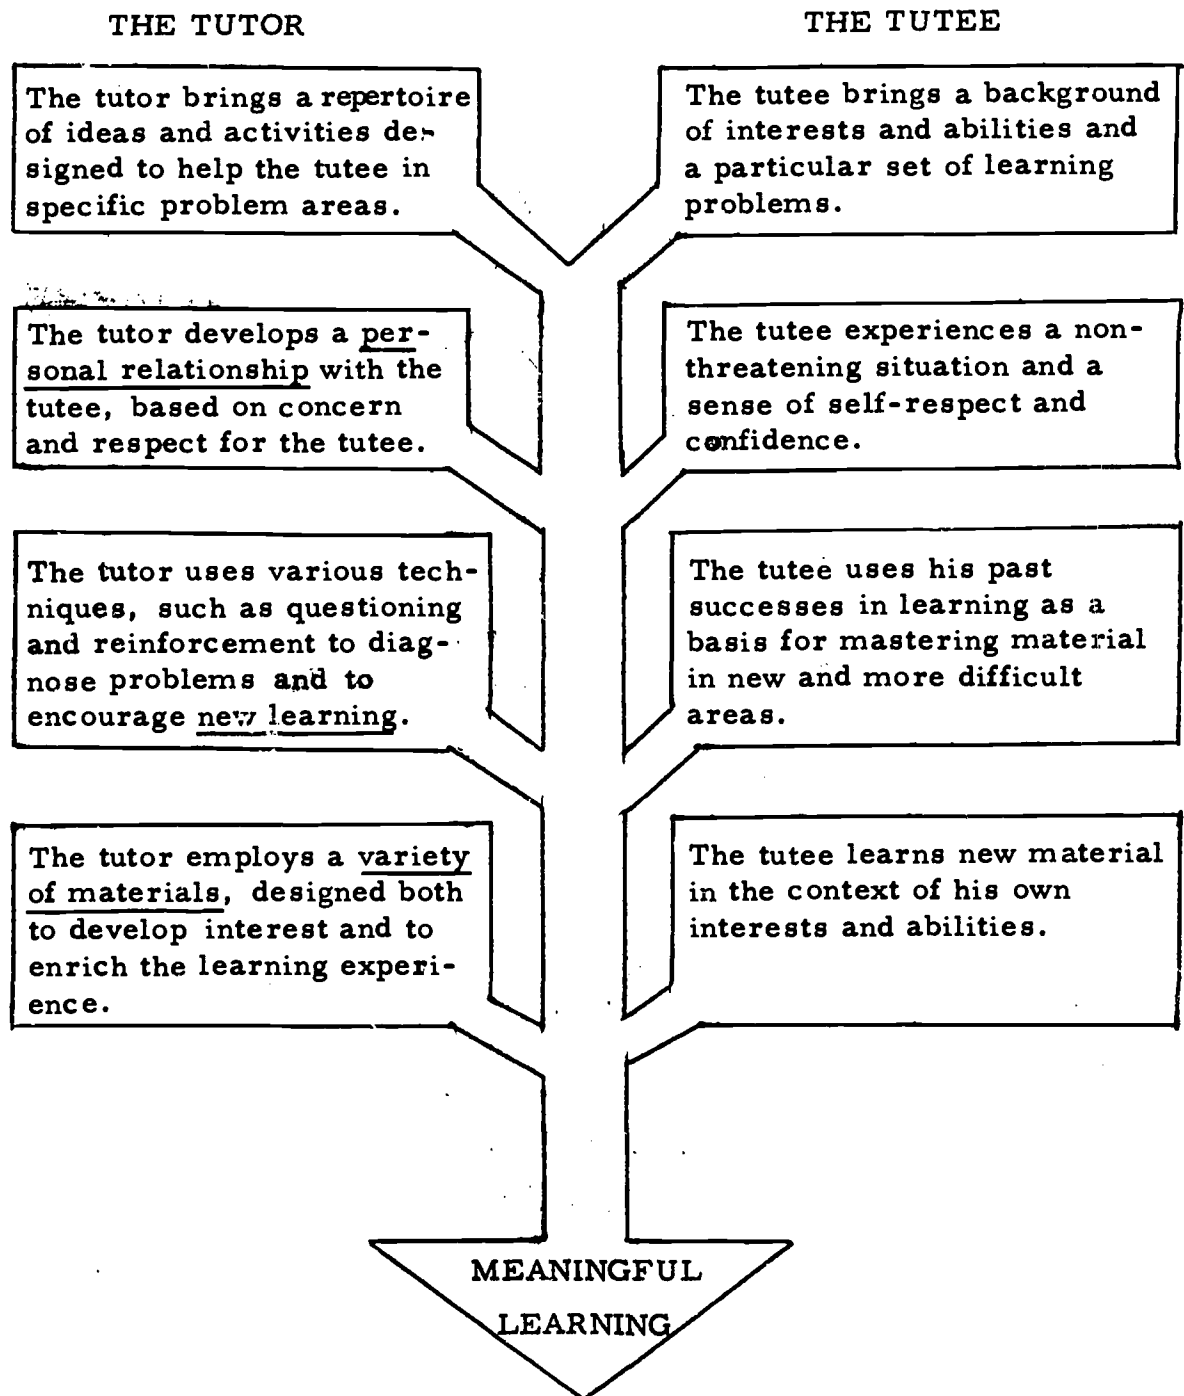 THE TUTOR
THE TUTEE
The tutor brings a repertoire
of ideas and activities de-
signed to help the tutee in
specific problem areas.
The tutee brings a background
of interests and abilities and
a particular set of learning
problems.
The tutor develops a per-
sonal relationship with the
tutee, based on concern
and respect for the tutee.
The tutee experiences a non-
threatening situation and a
sense of self-respect and
confidence.
The tutor uses various tech-
niques, such as questioning
and reinforcement to diag-
nose problems and to
encourage new learning.
The tutee uses his past
successes in learning as a
basis for mastering material
in new and more difficult
areas.
The tutor employs a variety
of materials, designed both
to develop interest and to
enrich the learning experi-
ence.
The tutee learns new material
in the context of his own
interests and abilities.
MEANINGFUL
LEARNING